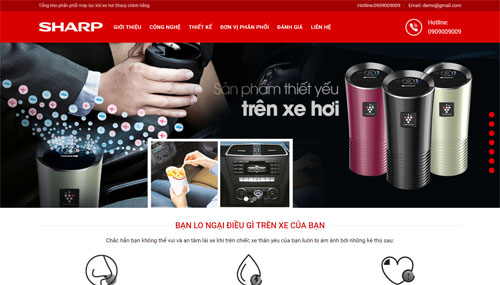 Tổng kho phân phối máy lọc khí xe hơi Sharp chính hãng
Hotline:0909009009
Email: demo@gmail.com
SHARP
GIỚI THIỆU
CÔNG NGHỆ
THIẾT KẾ
ĐƠN VỊ PHÂN PHỐI
ĐÁNH GIÁ
LIÊN HỆ
Hotline:
0909009009
Sản phẩm thiết yếu
trên xe hơi
BẠN LO NGẠI ĐIỀU GÌ TRÊN XE CỦA BẠN
Chắc hẳn bạn không thể vui và an tâm lái xe khi trên chiếc xe thân yêu của bạn luôn bị ám ảnh bởi những kẻ thù sau: